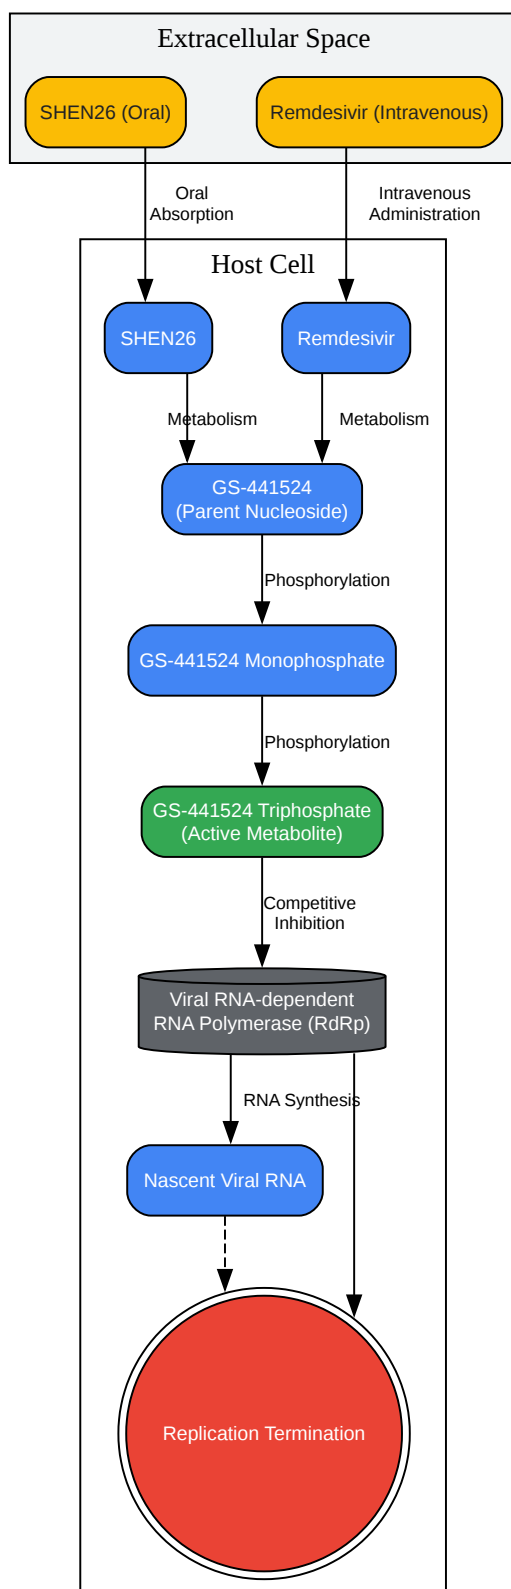 Extracellular Space
SHEN26 (Oral)
Remdesivir (Intravenous)
Oral
Absorption
Intravenous
Administration
Host Cell
SHEN26
Remdesivir
Metabolism
Metabolism
GS-441524
(Parent Nucleoside)
Phosphorylation
GS-441524 Monophosphate
Phosphorylation
GS-441524 Triphosphate
(Active Metabolite)
Competitive
Inhibition
Viral RNA-dependent
RNA Polymerase (RdRp)
RNA Synthesis
Nascent Viral RNA
Replication Termination